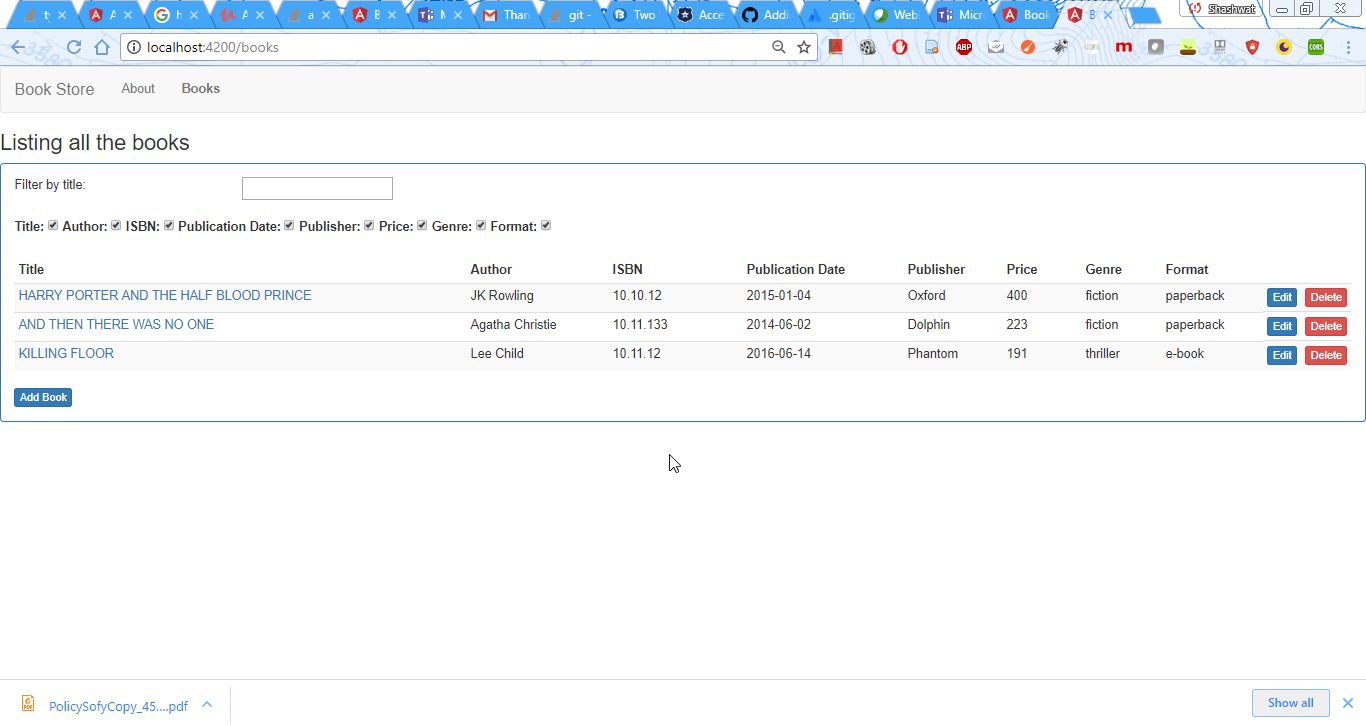 Than
git -
Two
Acce
Addi
.gitig
Web
Micr
Book
Shashwat
localhost:4200/books
ABP
m
CORS
Book Store About Books
Listing all the books
Filter by title:
Title: Author: ISBN: Publication Date: Publisher: Price: Genre: Format:
Title Author ISBN Publication Date Publisher Price Genre Format
HARRY PORTER AND THE HALF BLOOD PRINCE JK Rowling 10.10.12 2015-01-04 Oxford 400 fiction paperback Edit Delete
AND THEN THERE WAS NO ONE Agatha Christie 10.11.133 2014-06-02 Dolphin 223 fiction paperback Edit Delete
KILLING FLOOR Lee Child 10.11.12 2016-06-14 Phantom 191 thriller e-book Edit Delete
Add Book
PolicySofyCopy_45....pdf Show all